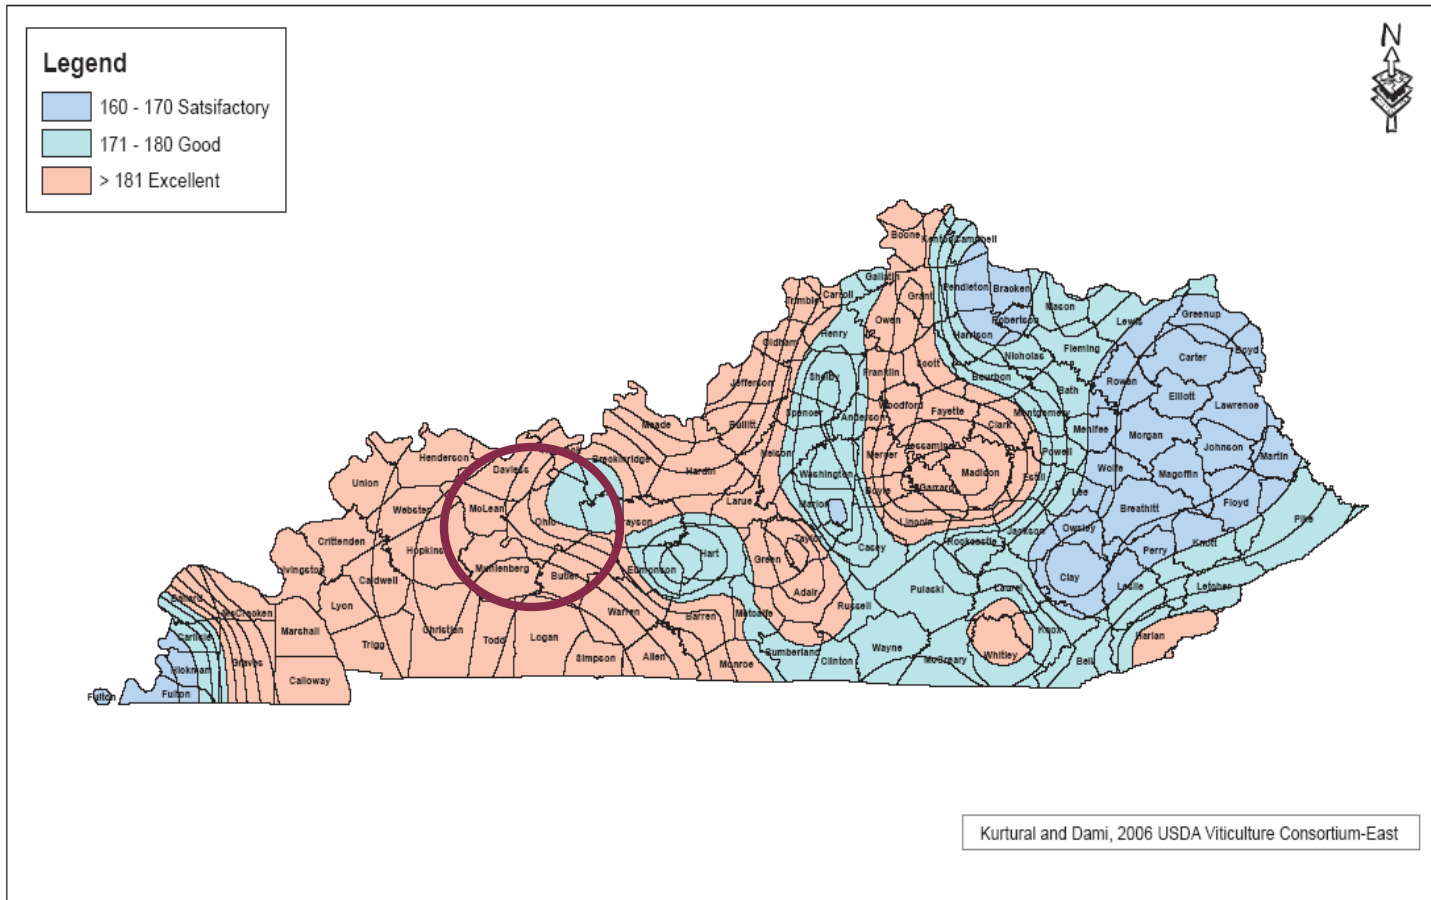 N
Legend
160 - 170 Satsifactory
171 - 180 Good
> 181 Excellent
Boone
Kenton
Campbell
Gallatin
Carroll
Trimble
Grant
Pendleton
Bracken
Mason
Lewis
Greenup
Owen
Robertson
Henry
Oldham
Harrison
Fleming
Nicholas
Carter
Boyd
Scott
Franklin
Shelby
Bourbon
Bath
Rowan
Elliott
Lawrence
Jefferson
Woodford
Fayette
Spencer
Anderson
Montgomery
Clark
Menifee
Morgan
Johnson
Martin
Meade
Bullitt
Nelson
Mercer
Jessamine
Powell
Henderson
Daviess
Breckinridge
Hardin
Washington
Madison
Estill
Wolfe
Magoffin
Union
Garrard
Boyle
Lee
Floyd
Webster
McLean
Ohio
Grayson
Larue
Marion
Lincoln
Breathitt
Pike
Crittenden
Hopkins
Taylor
Casey
Rockcastle
Jackson
Owsley
Perry
Knott
Livingston
Caldwell
Muhlenberg
Butler
Edmonson
Hart
Green
Adair
Pulaski
Laurel
Clay
Leslie
Letcher
Ballard
McCracken
Lyon
Warren
Barren
Metcalfe
Russell
Carlisle
Marshall
Trigg
Christian
Todd
Logan
Simpson
Allen
Monroe
Cumberland
Clinton
Wayne
McCreary
Whitley
Knox
Bell
Harlan
Hickman
Graves
Calloway
Fulton
Fulton
Kurtural and Dami, 2006 USDA Viticulture Consortium-East